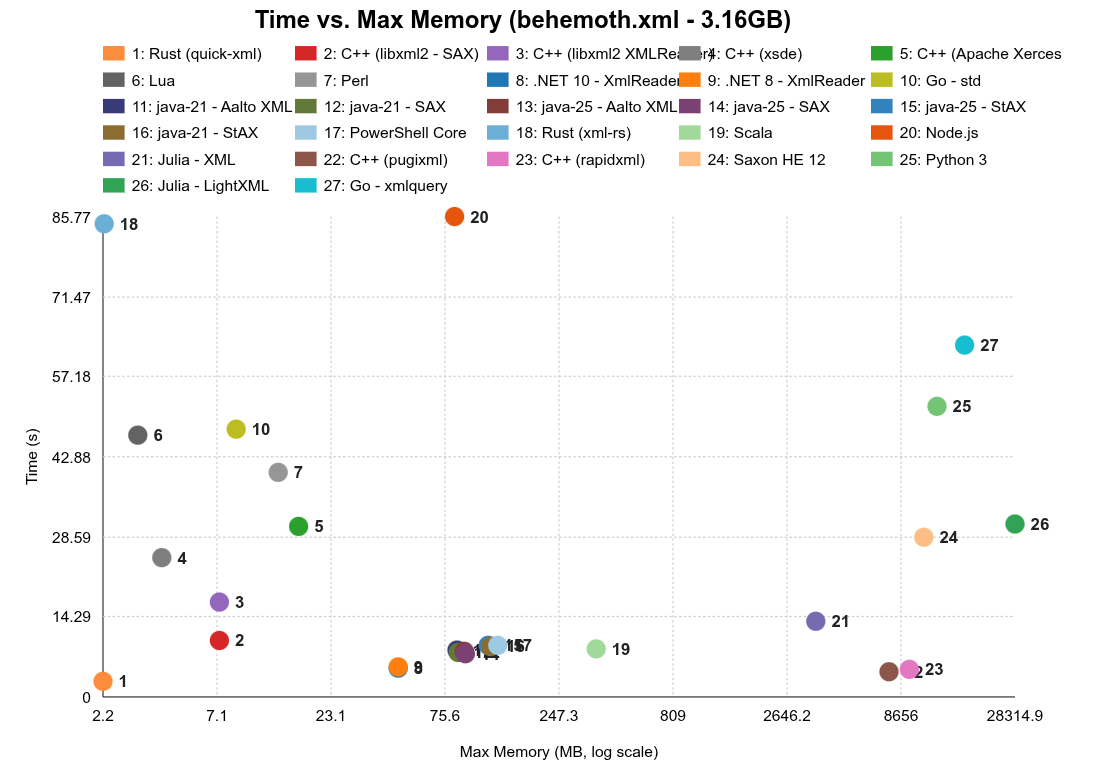 Time vs. Max Memory (behemoth.xml - 3.16GB)
1: Rust (quick-xml) 2: C++ (libxml2 - SAX) 3: C++ (libxml2 XMLReader) 4: C++ (xsde) 5: C++ (Apache Xerces
6: Lua 7: Perl 8: .NET 10 - XmlReader 9: .NET 8 - XmlReader 10: Go - std
11: java-21 - Aalto XML 12: java-21 - SAX 13: java-25 - Aalto XML 14: java-25 - SAX 15: java-25 - StAX
16: java-21 - StAX 17: PowerShell Core 18: Rust (xml-rs) 19: Scala 20: Node.js
21: Julia - XML 22: C++ (pugixml) 23: C++ (rapidxml) 24: Saxon HE 12 25: Python 3
26: Julia - LightXML 27: Go - xmlquery
85.77 18 20
71.47
27
57.18
25
6 10
42.88
7
5 26
28.59 24
4
3
14.29 21
2
19
9
8
23
1
0
2.2 7.1 23.1 75.6 247.3 809 2646.2 8656 28314.9
Time (s)
Max Memory (MB, log scale)